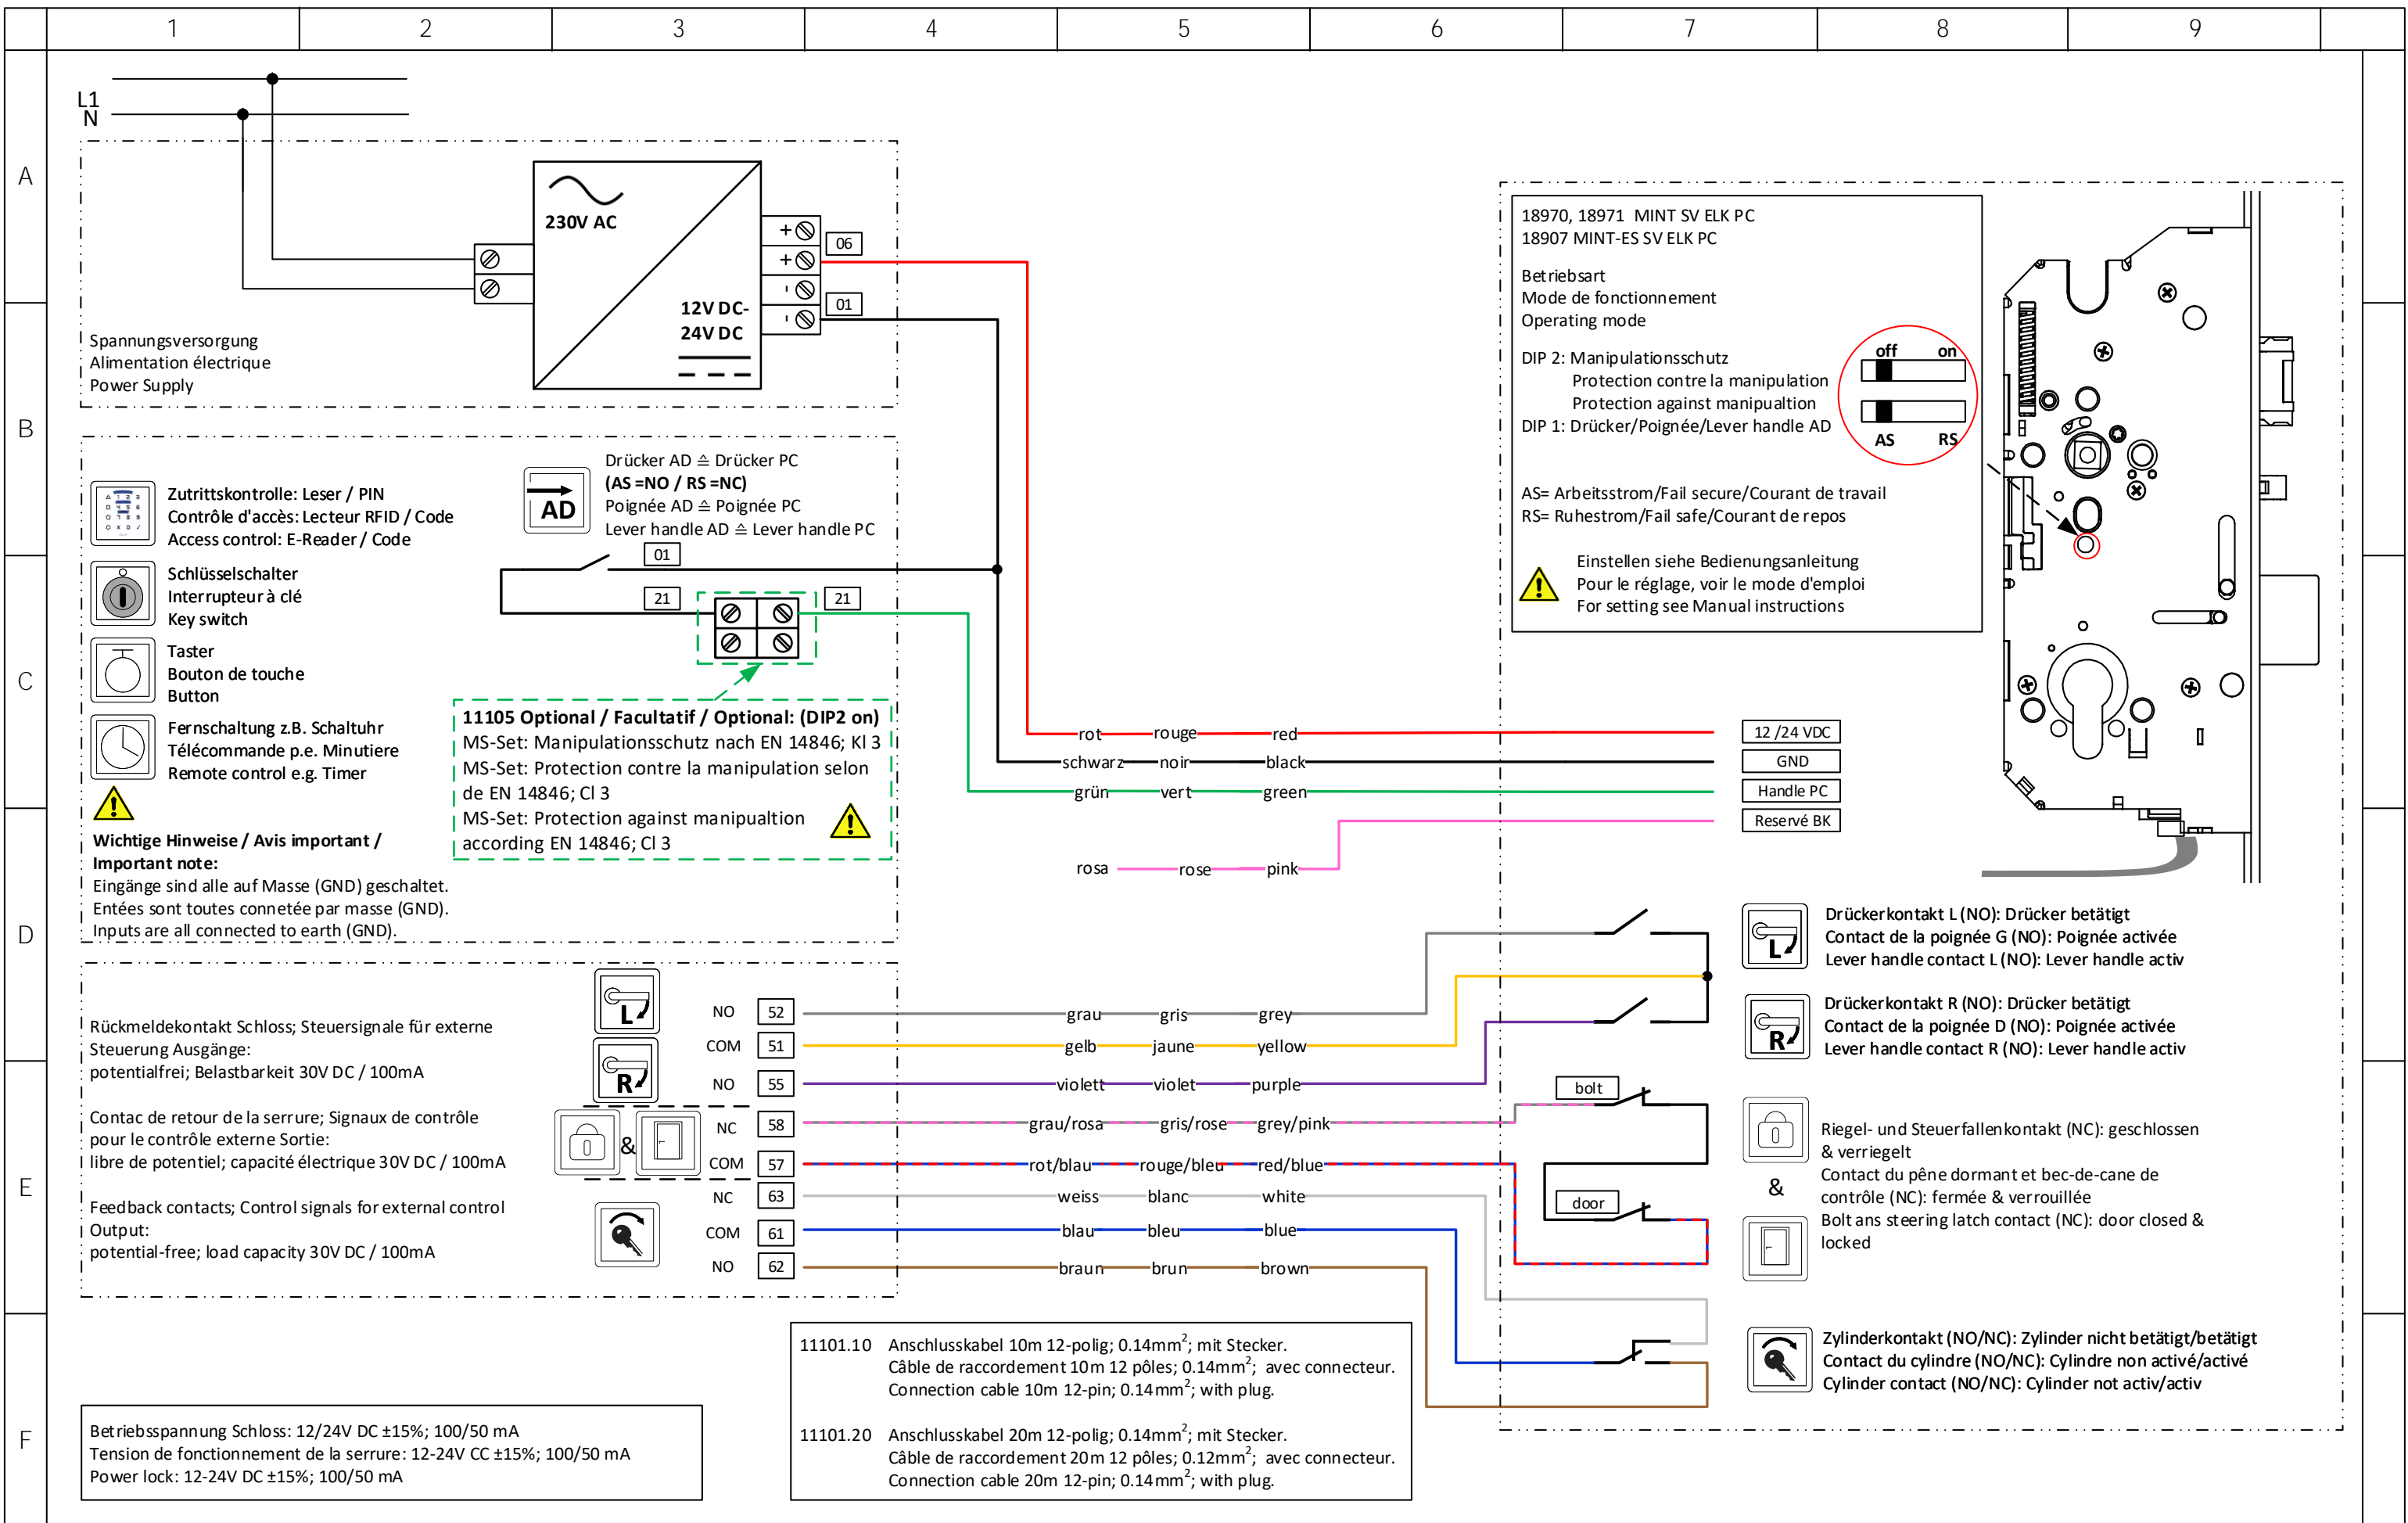 1 2 3 4 5 6 7 8 9
A
B
C
D
E
F
L1
N
230V AC
12V DC-
24V DC
+
+
-
-
06
01
Spannungsversorgung
Alimentation électrique
Power Supply
Zutrittskontrolle: Leser / PIN
Contrôle d'accès: Lecteur RFID / Code
Access control: E-Reader / Code
Schlüsselschalter
Interrupteur à clé
Key switch
Taster
Bouton de touche
Button
Fernschaltung z.B. Schaltuhr
Télécommande p.e. Minutiere
Remote control e.g. Timer
Wichtige Hinweise / Avis important /
Important note:
Eingänge sind alle auf Masse (GND) geschaltet.
Entées sont toutes connetée par masse (GND).
Inputs are all connected to earth (GND).
AD
Drücker AD ≙ Drücker PC
(AS =NO / RS =NC)
Poignée AD ≙ Poignée PC
Lever handle AD ≙ Lever handle PC
01
21
21
11105 Optional / Facultatif / Optional: (DIP2 on)
MS-Set: Manipulationsschutz nach EN 14846; Kl 3
MS-Set: Protection contre la manipulation selon
de EN 14846; Cl 3
MS-Set: Protection against manipualtion
according EN 14846; Cl 3
18970, 18971 MINT SV ELK PC
18907 MINT-ES SV ELK PC
Betriebsart
Mode de fonctionnement
Operating mode
DIP 2: Manipulationsschutz
Protection contre la manipulation
Protection against manipualtion
DIP 1: Drücker/Poignée/Lever handle AD
off on
AS RS
AS= Arbeitsstrom/Fail secure/Courant de travail
RS= Ruhestrom/Fail safe/Courant de repos
Einstellen siehe Bedienungsanleitung
Pour le réglage, voir le mode d'emploi
For setting see Manual instructions
rot rouge red 12 /24 VDC
schwarz noir black GND
grün vert green Handle PC
Reservé BK
rosa rose pink
L
Drückerkontakt L (NO): Drücker betätigt
Contact de la poignée G (NO): Poignée activée
Lever handle contact L (NO): Lever handle activ
R
Drückerkontakt R (NO): Drücker betätigt
Contact de la poignée D (NO): Poignée activée
Lever handle contact R (NO): Lever handle activ
Rückmeldekontakt Schloss; Steuersignale für externe
Steuerung Ausgänge:
potentialfrei; Belastbarkeit 30V DC / 100mA
Contac de retour de la serrure; Signaux de contrôle
pour le contrôle externe Sortie:
libre de potentiel; capacité électrique 30V DC / 100mA
Feedback contacts; Control signals for external control
Output:
potential-free; load capacity 30V DC / 100mA
L
R
&
NO 52 grau gris grey
COM 51 gelb jaune yellow
NO 55 violett violet purple
NC 58 grau/rosa gris/rose grey/pink
COM 57 rot/blau rouge/bleu red/blue
NC 63 weiss blanc white
COM 61 blau bleu blue
NO 62 braun brun brown
bolt
door
&
Riegel- und Steuerfallenkontakt (NC): geschlossen
& verriegelt
Contact du pêne dormant et bec-de-cane de
contrôle (NC): fermée & verrouillée
Bolt ans steering latch contact (NC): door closed &
locked
Zylinderkontakt (NO/NC): Zylinder nicht betätigt/betätigt
Contact du cylindre (NO/NC): Cylindre non activé/activé
Cylinder contact (NO/NC): Cylinder not activ/activ
11101.10 Anschlusskabel 10m 12-polig; 0.14mm²; mit Stecker.
Câble de raccordement 10m 12 pôles; 0.14mm²; avec connecteur.
Connection cable 10m 12-pin; 0.14mm²; with plug.
11101.20 Anschlusskabel 20m 12-polig; 0.14mm²; mit Stecker.
Câble de raccordement 20m 12 pôles; 0.12mm²; avec connecteur.
Connection cable 20m 12-pin; 0.14mm²; with plug.
Betriebsspannung Schloss: 12/24V DC ±15%; 100/50 mA
Tension de fonctionnement de la serrure: 12-24V CC ±15%; 100/50 mA
Power lock: 12-24V DC ±15%; 100/50 mA